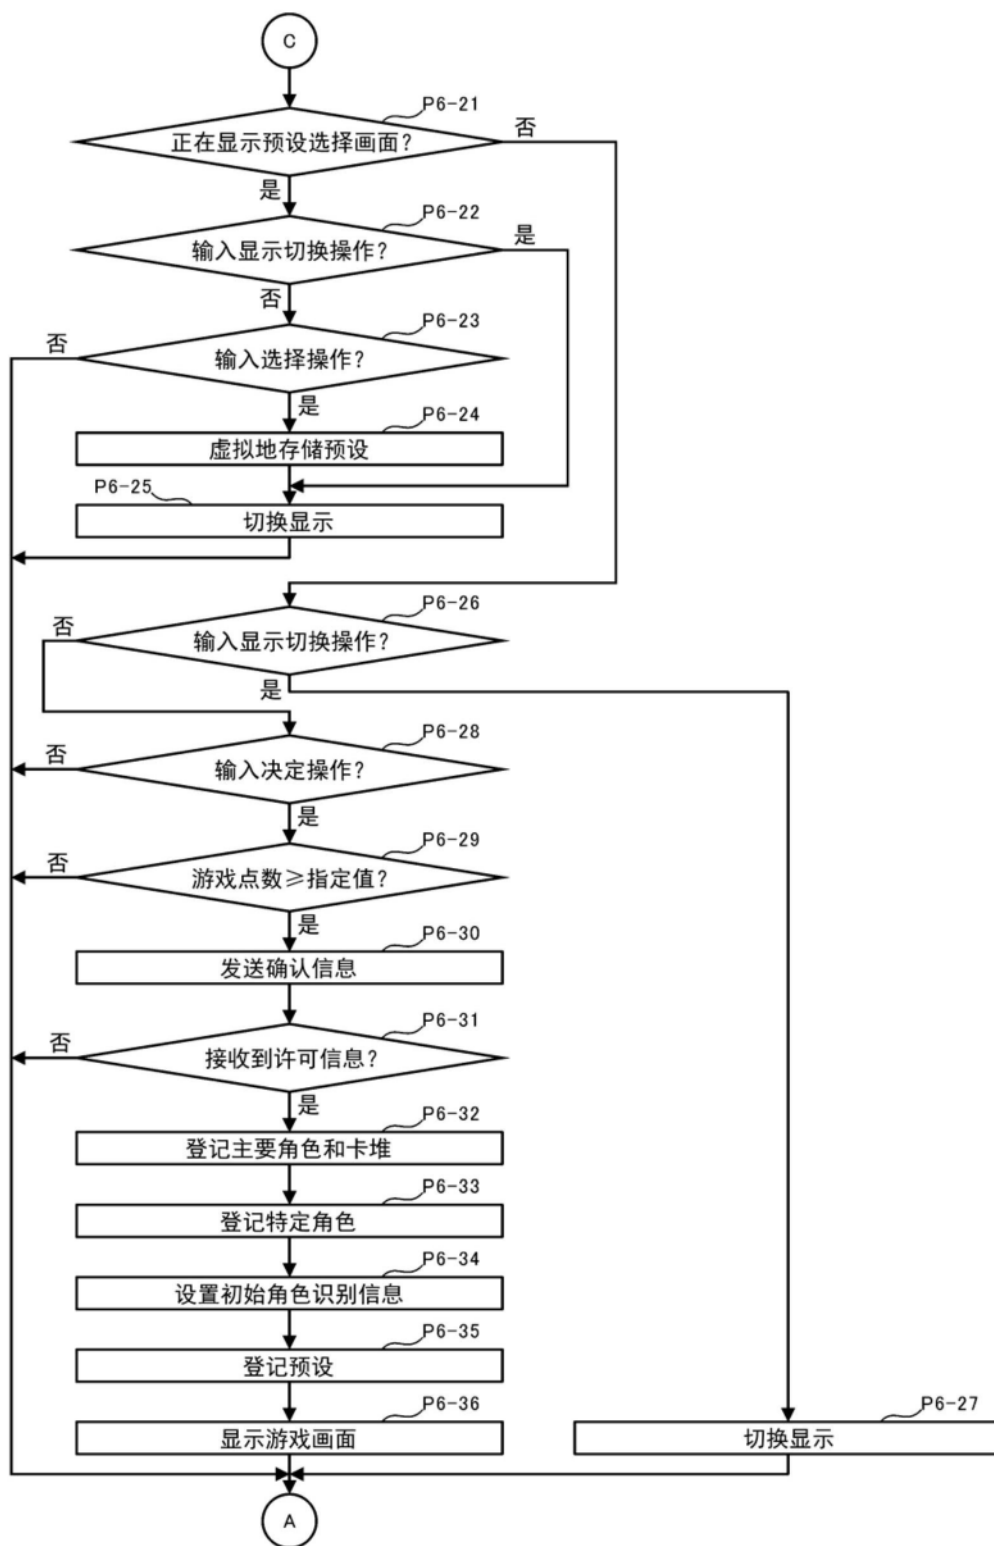 C
P6-21
正在显示预设选择画面?
否
是
P6-22
输入显示切换操作?
是
否
P6-23
否
输入选择操作?
是
P6-24
虚拟地存储预设
P6-25
切换显示
P6-26
否
输入显示切换操作?
是
P6-28
否
输入决定操作?
是
P6-29
否
游戏点数≥指定值?
是
P6-30
发送确认信息
P6-31
否
接收到许可信息?
是
P6-32
登记主要角色和卡堆
P6-33
登记特定角色
P6-34
设置初始角色识别信息
P6-35
登记预设
P6-36
显示游戏画面
P6-27
切换显示
A